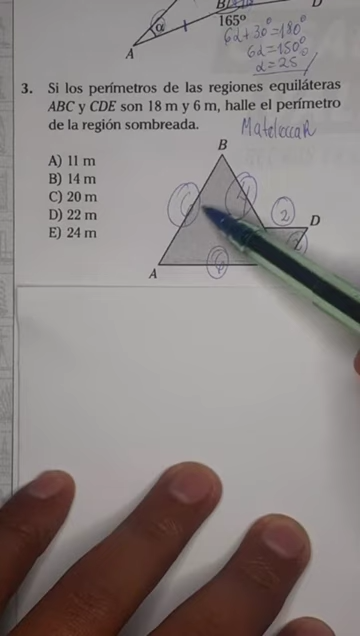 B
D
165°
α
A
6α+30°=180°
6α=150°
α=25
3. Si los perímetros de las regiones equiláteras
ABC y CDE son 18 m y 6 m, halle el perímetro
de la región sombreada.
MateleccaR
A) 11 m
B) 14 m
C) 20 m
D) 22 m
E) 24 m
B
6
4
2
D
2
A
6